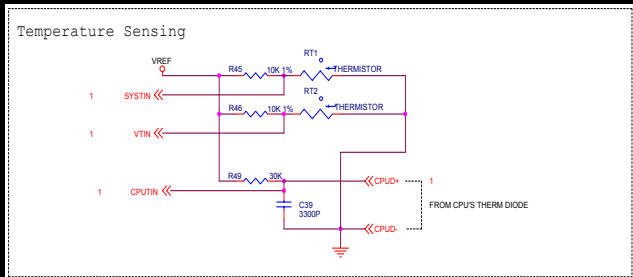 Temperature Sensing
VREF
RT1
R45 10K 1% THERMISTOR
1 SYSTIN
RT2
R46 10K 1% THERMISTOR
1 VTIN
R49 30K CPUD+ 1
1 CPUTIN
C39
3300P
FROM CPU'S THERM DIODE
CPUD-